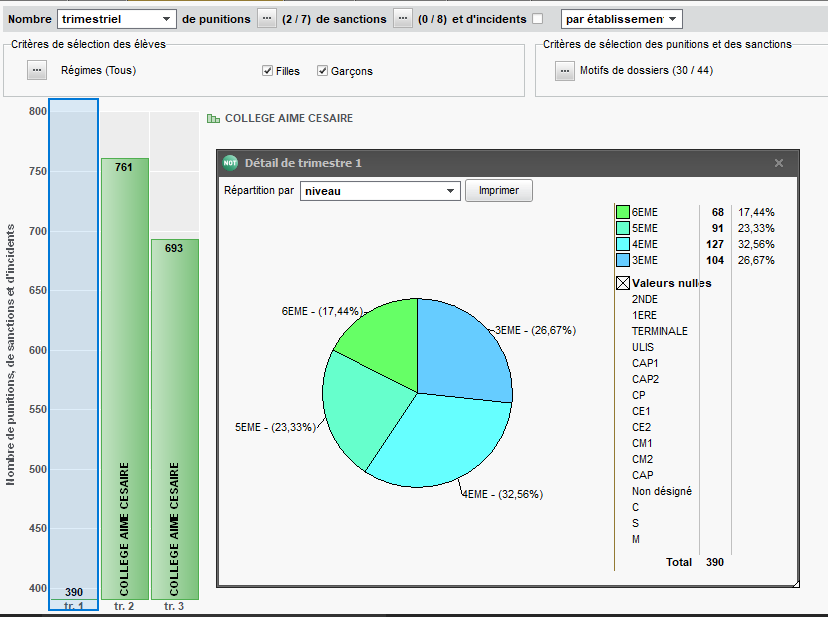 Nombre trimestriel de punitions ... (2 / 7) de sanctions ... (0 / 8) et d'incidents par établissemen
Critères de sélection des élèves
Critères de sélection des punitions et des sanctions
... Régimes (Tous) Filles Garçons
... Motifs de dossiers (30 / 44)
Nombre de punitions, de sanctions et d'incidents
800
750
700
650
600
550
500
450
400
761
693
390
COLLEGE AIME CESAIRE
COLLEGE AIME CESAIRE
tr. 1 tr. 2 tr. 3
COLLEGE AIME CESAIRE
NOT Détail de trimestre 1
Répartition par niveau Imprimer
6EME - (17,44%)
3EME - (26,67%)
5EME - (23,33%)
4EME - (32,56%)
6EME 68 17,44%
5EME 91 23,33%
4EME 127 32,56%
3EME 104 26,67%
Valeurs nulles
2NDE
1ERE
TERMINALE
ULIS
CAP1
CAP2
CP
CE1
CE2
CM1
CM2
CAP
Non désigné
C
S
M
Total 390